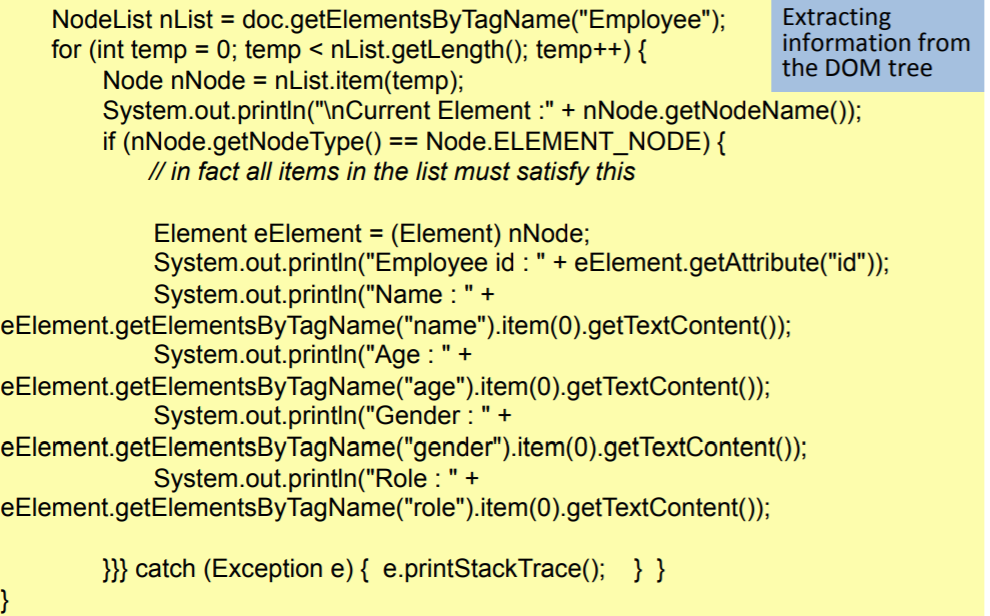 NodeList nList = doc.getElementsByTagName("Employee");
for (int temp = 0; temp < nList.getLength(); temp++) {
Node nNode = nList.item(temp);
System.out.println("\nCurrent Element :" + nNode.getNodeName());
if (nNode.getNodeType() == Node.ELEMENT_NODE) {
// in fact all items in the list must satisfy this
Element eElement = (Element) nNode;
System.out.println("Employee id : " + eElement.getAttribute("id"));
System.out.println("Name : " +
eElement.getElementsByTagName("name").item(0).getTextContent());
System.out.println("Age : " +
eElement.getElementsByTagName("age").item(0).getTextContent());
System.out.println("Gender : " +
eElement.getElementsByTagName("gender").item(0).getTextContent());
System.out.println("Role : " +
eElement.getElementsByTagName("role").item(0).getTextContent());
}}} catch (Exception e) { e.printStackTrace(); } }
}
Extracting
information from
the DOM tree